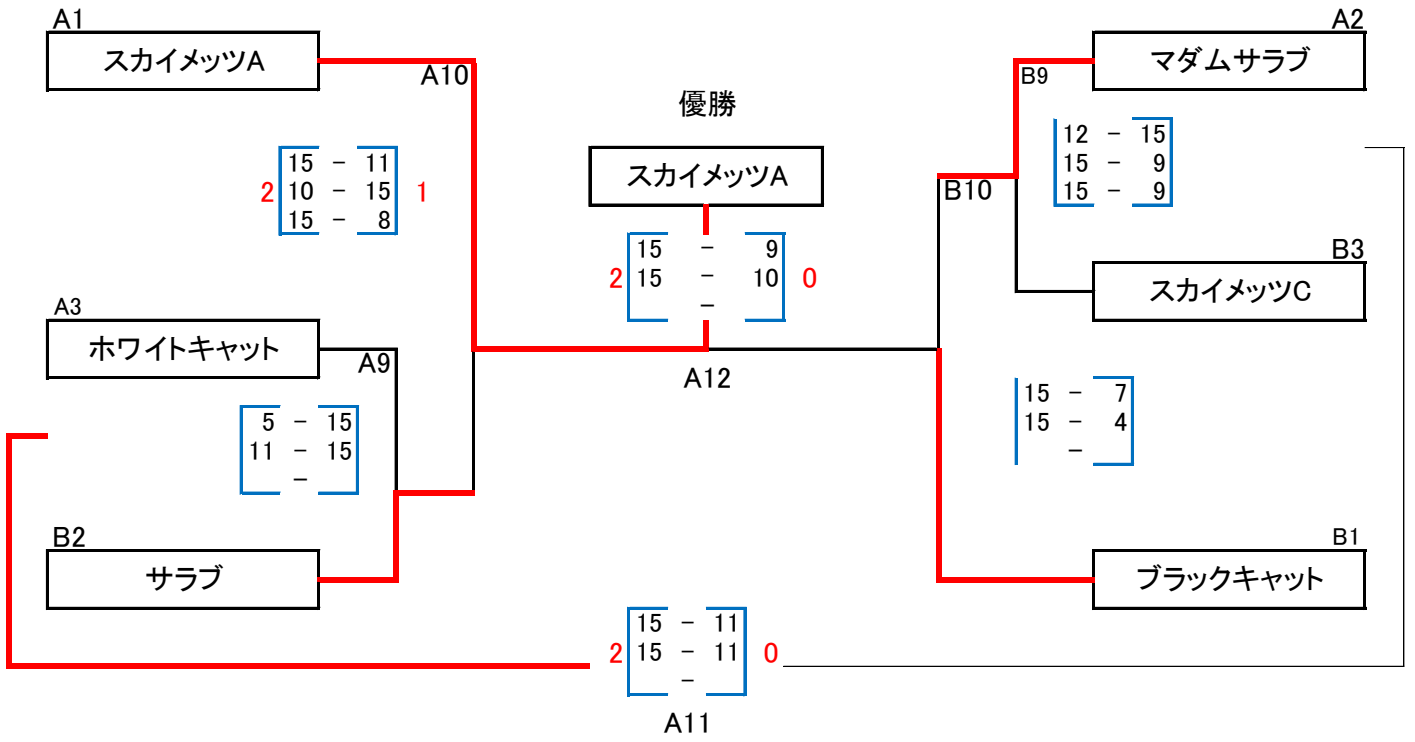 A1
A2
スカイメッツA
A10
B9
マダムサラブ
優勝
12 - 15
15 - 9
15 - 9
15 - 11
2 10 - 15 1
15 - 8
スカイメッツA
B10
15 - 9
2 15 - 10 0
-
B3
スカイメッツC
A3
ホワイトキャット
A9
A12
5 - 15
11 - 15
-
15 - 7
15 - 4
-
B2
B1
サラブ
ブラックキャット
15 - 11
2 15 - 11 0
-
A11